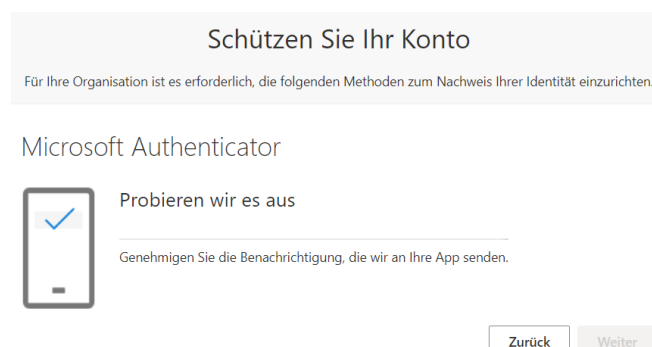 Schützen Sie Ihr Konto
Für Ihre Organisation ist es erforderlich, die folgenden Methoden zum Nachweis Ihrer Identität einzurichten.
Microsoft Authenticator
Probieren wir es aus
Genehmigen Sie die Benachrichtigung, die wir an Ihre App senden.
Zurück Weiter